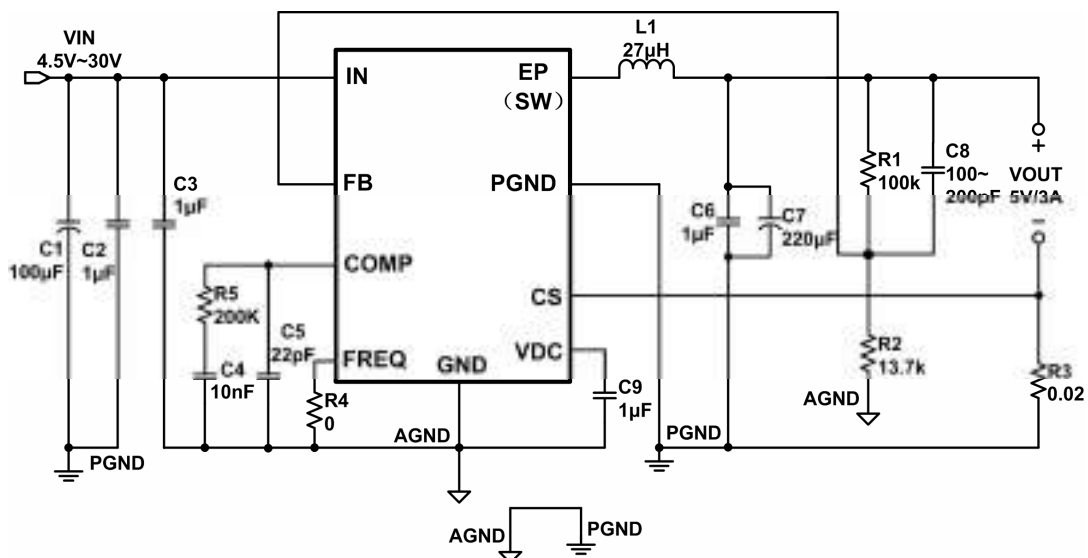 VIN
4.5V~30V
L1
27μH
IN
EP
（SW）
FB
PGND
COMP
CS
VDC
FREQ
GND
C3
1μF
C1
100μF
C2
1μF
R5
200K
C4
10nF
C5
22pF
R4
0
AGND
PGND
C6
1μF
C7
220μF
R1
100k
C8
100~
200pF
+
VOUT
5V/3A
−
R2
13.7k
AGND
R3
0.02
C9
1μF
PGND
AGND
PGND